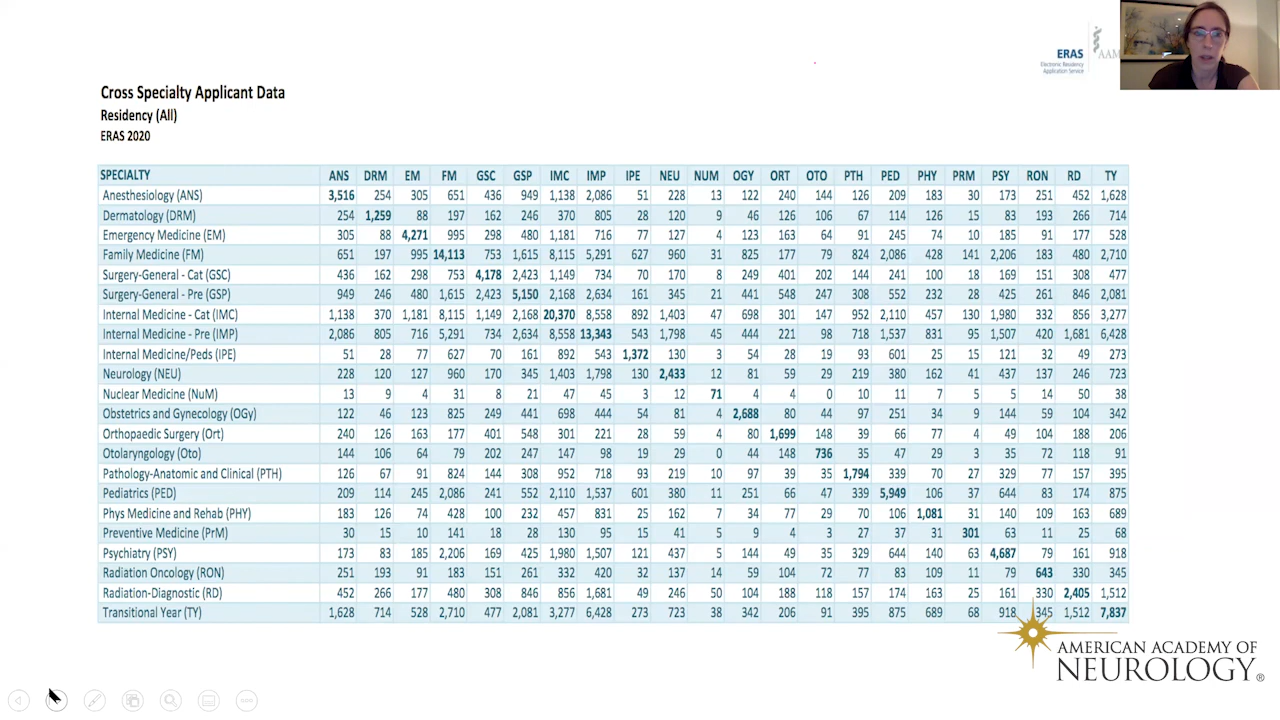 ERAS
Electronic Residency
Application Service
Cross Specialty Applicant Data
Residency (All)
ERAS 2020
SPECIALTY ANS DRM EM FM GSC GSP IMC IMP IPE NEU NUM OGY ORT OTO PTH PED PHY PRM PSY RON RD TY
Anesthesiology (ANS) 3,516 254 305 651 436 949 1,138 2,086 51 228 13 122 240 144 126 209 183 30 173 251 452 1,628
Dermatology (DRM) 254 1,259 88 197 162 246 370 805 28 120 9 46 126 106 67 114 126 15 83 193 266 714
Emergency Medicine (EM) 305 88 4,271 995 298 480 1,181 716 77 127 4 123 163 64 91 245 74 10 185 91 177 528
Family Medicine (FM) 651 197 995 14,113 753 1,615 8,115 5,291 627 960 31 825 177 79 824 2,086 428 141 2,206 183 480 2,710
Surgery-General - Cat (GSC) 436 162 298 753 4,178 2,423 1,149 734 70 170 8 249 401 202 144 241 100 18 169 151 308 477
Surgery-General - Pre (GSP) 949 246 480 1,615 2,423 5,150 2,168 2,634 161 345 21 441 548 247 308 552 232 28 425 261 846 2,081
Internal Medicine - Cat (IMC) 1,138 370 1,181 8,115 1,149 2,168 20,370 8,558 892 1,403 47 698 301 147 952 2,110 457 130 1,980 332 856 3,277
Internal Medicine - Pre (IMP) 2,086 805 716 5,291 734 2,634 8,558 13,343 543 1,798 45 444 221 98 718 1,537 831 95 1,507 420 1,681 6,428
Internal Medicine/Peds (IPE) 51 28 77 627 70 161 892 543 1,372 130 3 54 28 19 93 601 25 15 121 32 49 273
Neurology (NEU) 228 120 127 960 170 345 1,403 1,798 130 2,433 12 81 59 29 219 380 162 41 437 137 246 723
Nuclear Medicine (NuM) 13 9 4 31 8 21 47 45 3 12 71 4 4 0 10 11 7 5 5 14 50 38
Obstetrics and Gynecology (OGy) 122 46 123 825 249 441 698 444 54 81 4 2,688 80 44 97 251 34 9 144 59 104 342
Orthopaedic Surgery (Ort) 240 126 163 177 401 548 301 221 28 59 4 80 1,699 148 39 66 77 4 49 104 188 206
Otolaryngology (Oto) 144 106 64 79 202 247 147 98 19 29 0 44 148 736 35 47 29 3 35 72 118 91
Pathology-Anatomic and Clinical (PTH) 126 67 91 824 144 308 952 718 93 219 10 97 39 35 1,794 339 70 27 329 77 157 395
Pediatrics (PED) 209 114 245 2,086 241 552 2,110 1,537 601 380 11 251 66 47 339 5,949 106 37 644 83 174 875
Phys Medicine and Rehab (PHY) 183 126 74 428 100 232 457 831 25 162 7 34 77 29 70 106 1,081 31 140 109 163 689
Preventive Medicine (PrM) 30 15 10 141 18 28 130 95 15 41 5 9 4 3 27 37 31 301 63 11 25 68
Psychiatry (PSY) 173 83 185 2,206 169 425 1,980 1,507 121 437 5 144 49 35 329 644 140 63 4,687 79 161 918
Radiation Oncology (RON) 251 193 91 183 151 261 332 420 32 137 14 59 104 72 77 83 109 11 79 643 330 345
Radiation-Diagnostic (RD) 452 266 177 480 308 846 856 1,681 49 246 50 104 188 118 157 174 163 25 161 330 2,405 1,512
Transitional Year (TY) 1,628 714 528 2,710 477 2,081 3,277 6,428 273 723 38 342 206 91 395 875 689 68 918 345 1,512 7,837
AMERICAN ACADEMY OF
NEUROLOGY®